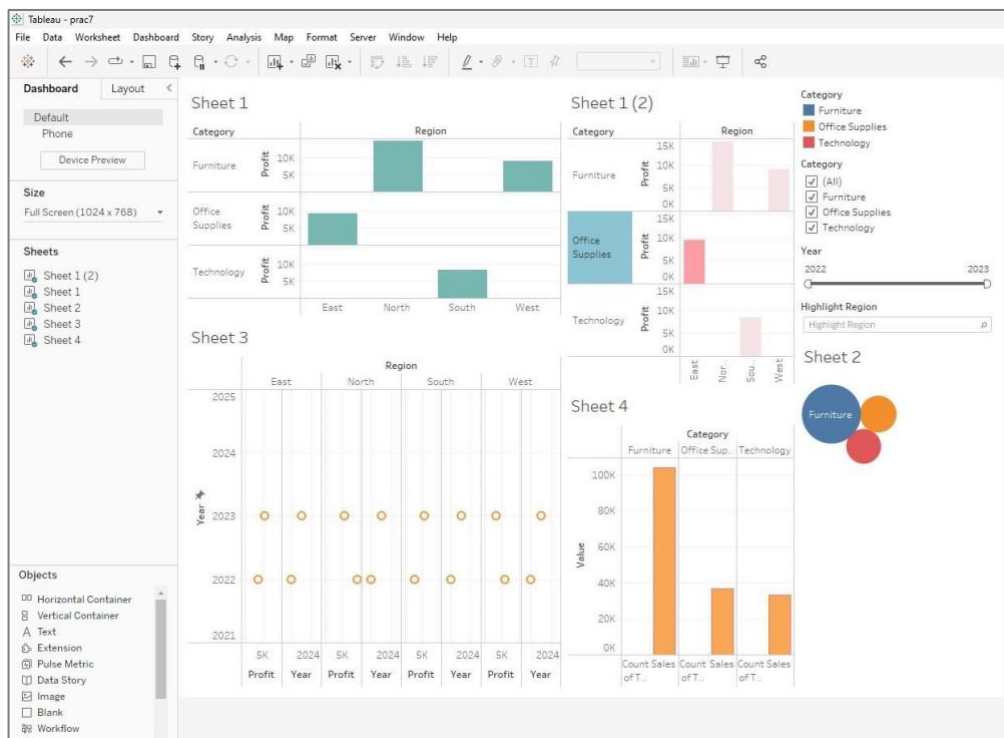 Tableau - prac7
File Data Worksheet Dashboard Story Analysis Map Format Server Window Help
Dashboard Layout
Default
Phone
Device Preview
Size
Full Screen (1024 x 768)
Sheets
Sheet 1 (2)
Sheet 1
Sheet 2
Sheet 3
Sheet 4
Objects
Horizontal Container
Vertical Container
Text
Extension
Pulse Metric
Data Story
Image
Blank
Workflow
Sheet 1
Category Region
Furniture Profit 10K 5K
Office Supplies Profit 10K 5K
Technology Profit 10K 5K
East North South West
Sheet 1 (2)
Category Region
Furniture Profit 15K 10K 5K 0K
Office Supplies Profit 15K 10K 5K 0K
Technology Profit 15K 10K 5K 0K
East Nor.. Sou.. West
Sheet 3
Region
East North South West
Year
2025
2024
2023
2022
2021
5K 2024 5K 2024 5K 2024 5K 2024
Profit Year Profit Year Profit Year Profit Year
Sheet 4
Category
Furniture Office Sup.. Technology
Value
100K
80K
60K
40K
20K
0K
Count of T.. Sales Count of T.. Sales Count of T.. Sales
Category
Furniture
Office Supplies
Technology
Category
(All)
Furniture
Office Supplies
Technology
Year
2022 2023
Highlight Region
Highlight Region
Sheet 2
Furniture